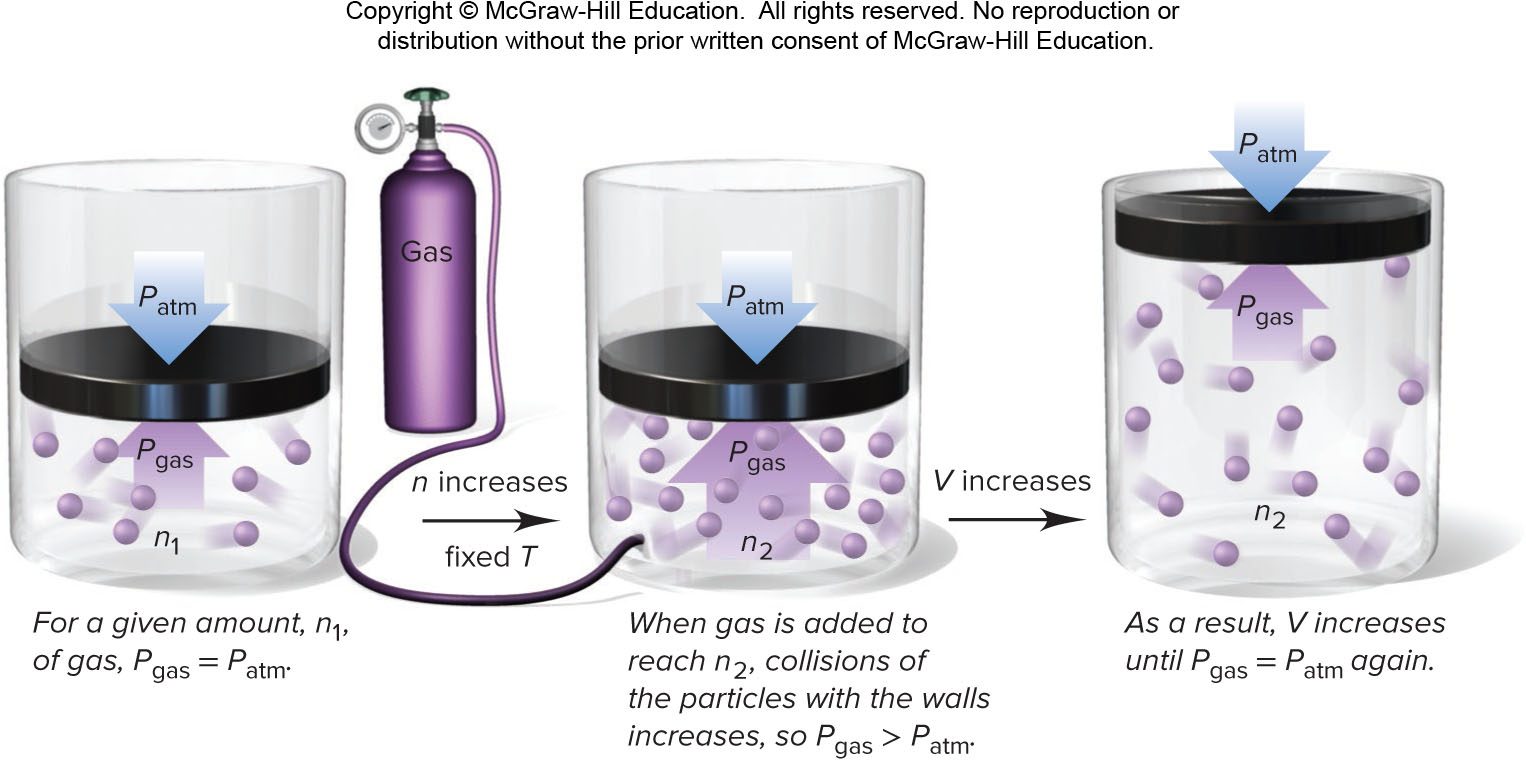 Copyright © McGraw-Hill Education.  All rights reserved. No reproduction or
distribution without the prior written consent of McGraw-Hill Education.
Gas
Patm
Pgas
n1
n increases
fixed T
Patm
Pgas
n2
V increases
Patm
Pgas
n2
For a given amount, n1,
of gas, Pgas = Patm.
When gas is added to
reach n2, collisions of
the particles with the walls
increases, so Pgas > Patm.
As a result, V increases
until Pgas = Patm again.